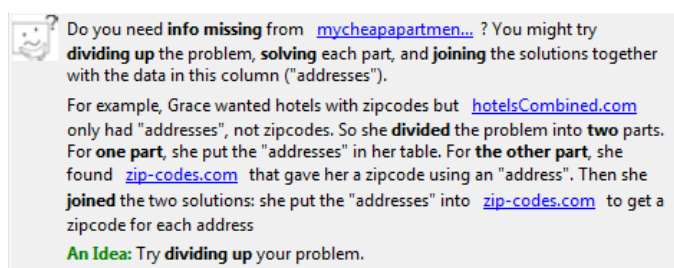 ?
Do you need info missing from mycheapapartmen... ? You might try
dividing up the problem, solving each part, and joining the solutions together
with the data in this column ("addresses").
For example, Grace wanted hotels with zipcodes but hotelsCombined.com
only had "addresses", not zipcodes. So she divided the problem into two parts.
For one part, she put the "addresses" in her table. For the other part, she
found zip-codes.com that gave her a zipcode using an "address". Then she
joined the two solutions: she put the "addresses" into zip-codes.com to get a
zipcode for each address
An Idea: Try dividing up your problem.